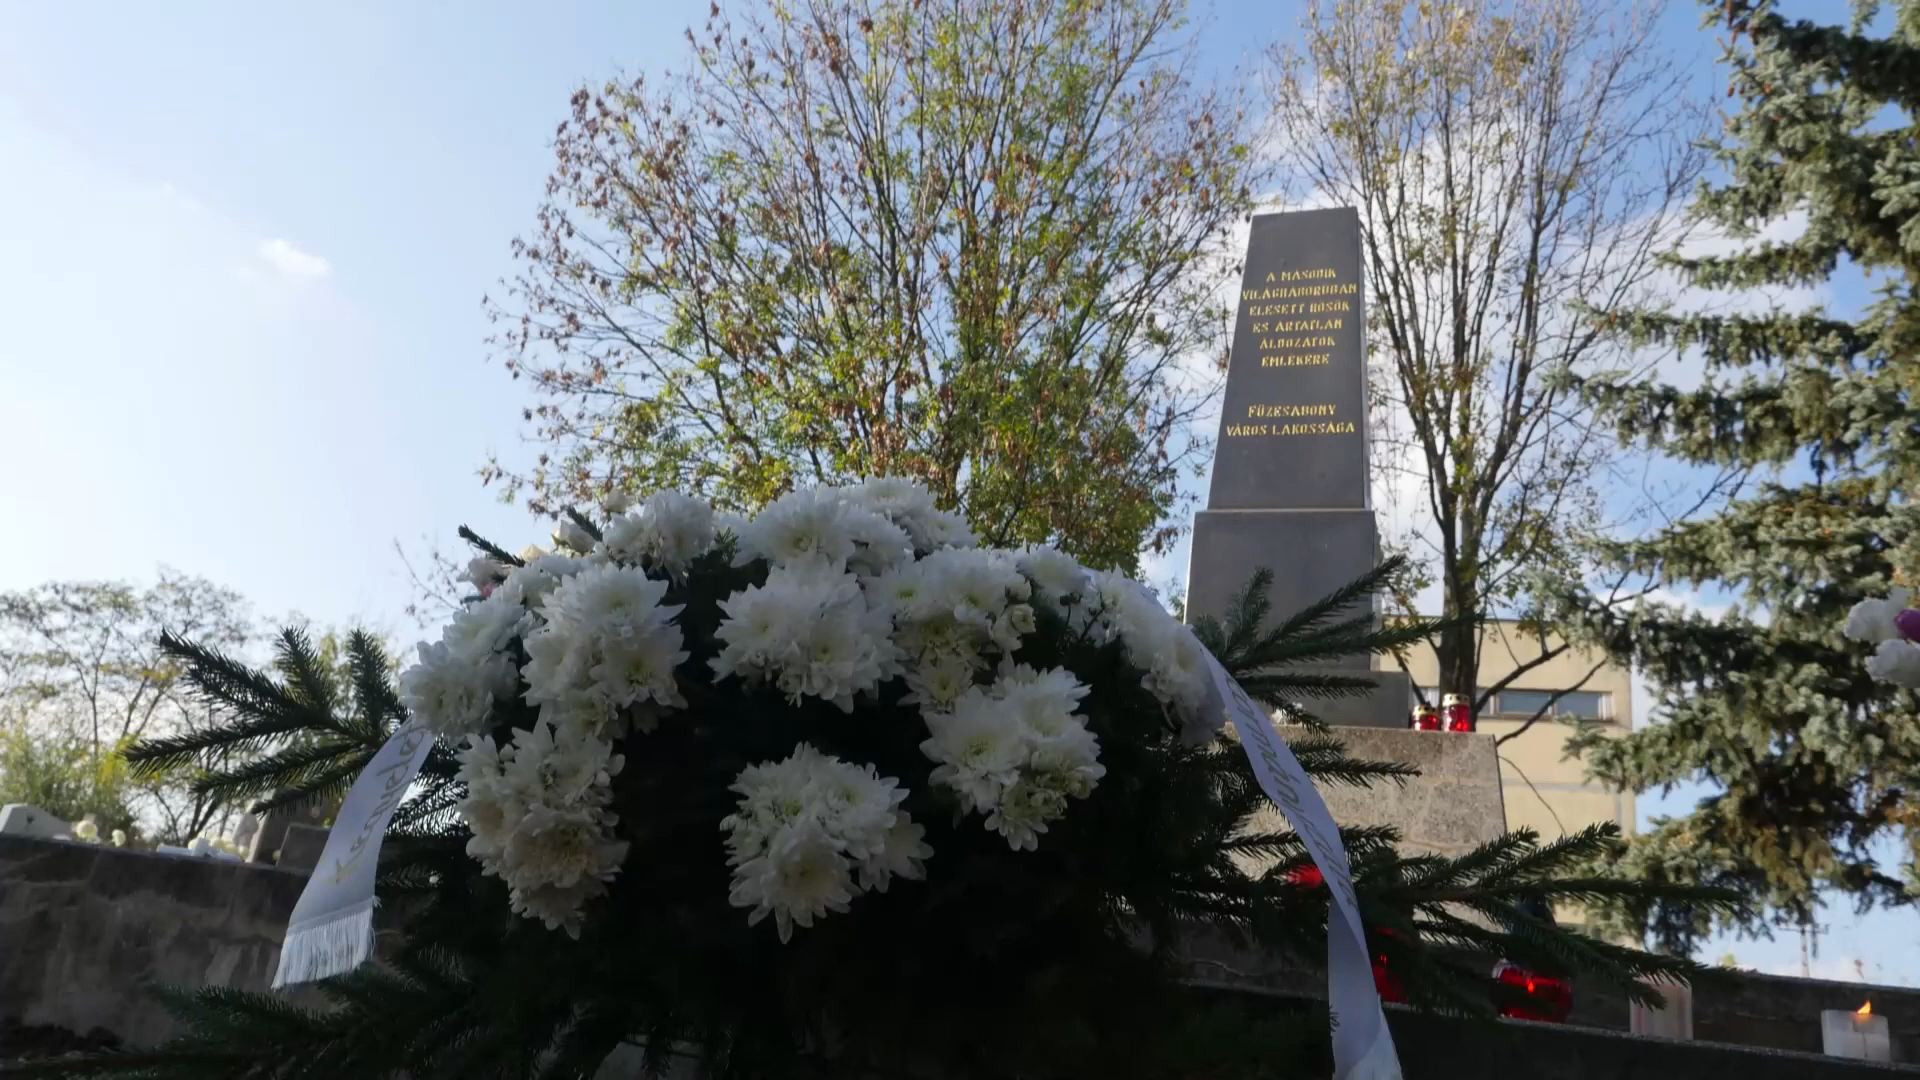 A MÁSODIK
VILÁGHÁBORÚBAN
ELESETT HŐSÖK
ÉS ÁRTATLAN
ÁLDOZATOK
EMLÉKÉRE
FÜZESABONY
VÁROS LAKOSSÁGA